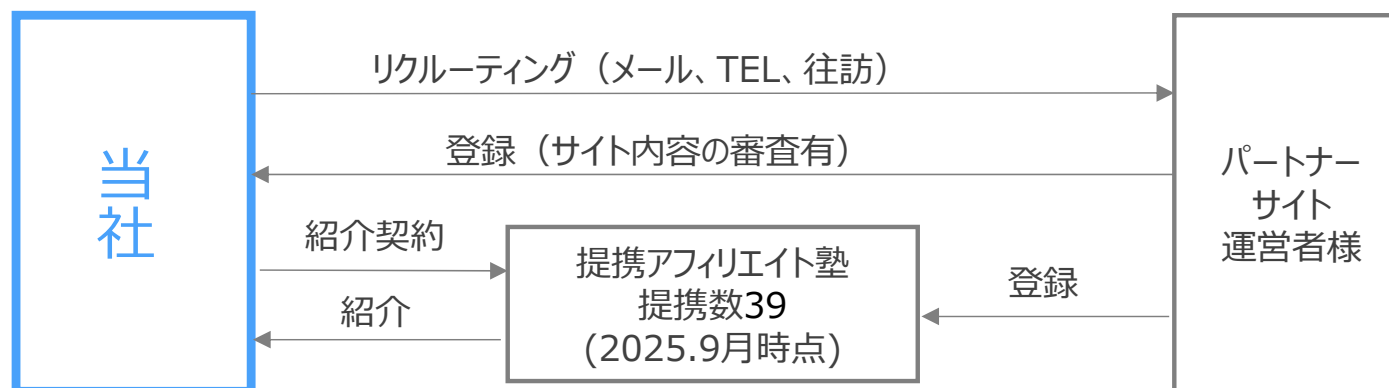 リクルーティング（メール、TEL、往訪）
登録（サイト内容の審査有）
当
社
紹介契約
紹介
提携アフィリエイト塾
提携数39
(2025.9月時点)
登録
パートナー
サイト
運営者様